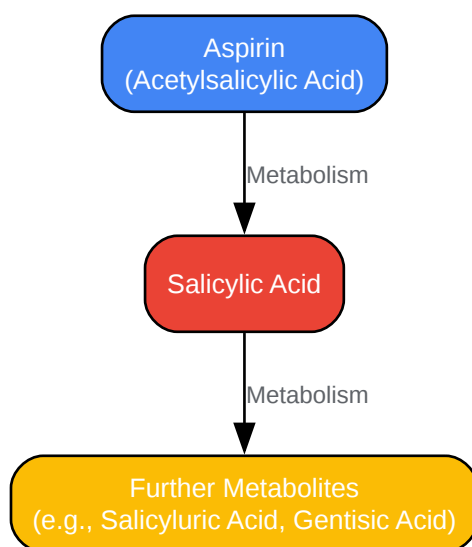 Aspirin
(Acetylsalicylic Acid)
Metabolism
Salicylic Acid
Metabolism
Further Metabolites
(e.g., Salicyluric Acid, Gentisic Acid)